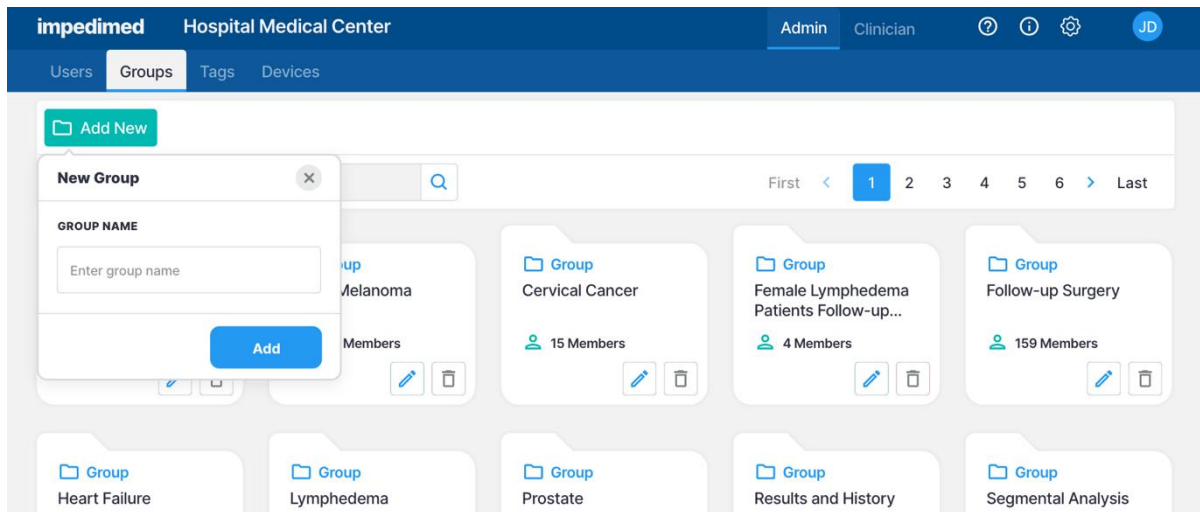 impedimed Hospital Medical Center Admin Clinician JD
Users Groups Tags Devices
Add New
New Group
First 1 2 3 4 5 6 Last
GROUP NAME
Enter group name
Add
Melanoma
Members
Group
Cervical Cancer
15 Members
Group
Female Lymphedema
Patients Follow-up...
4 Members
Group
Follow-up Surgery
159 Members
Group
Heart Failure
Group
Lymphedema
Group
Prostate
Group
Results and History
Group
Segmental Analysis